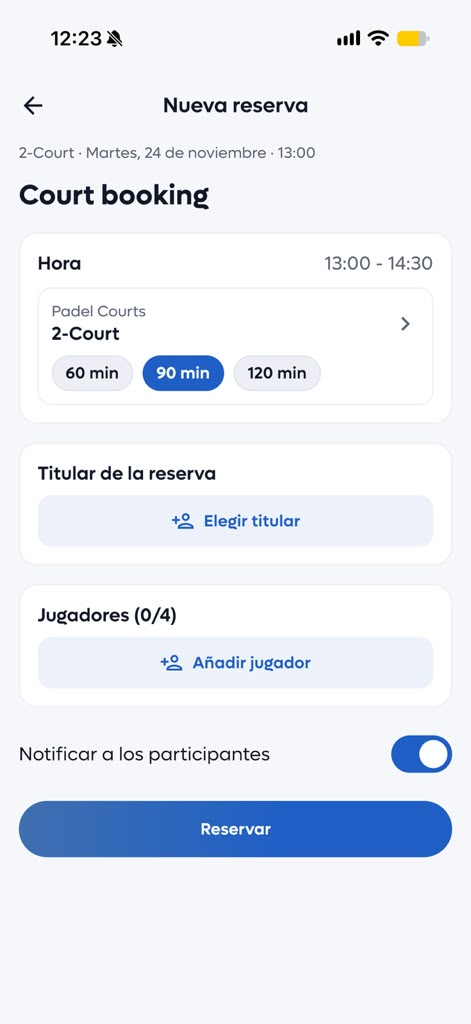 12:23
Nueva reserva
2-Court · Martes, 24 de noviembre · 13:00
Court booking
Hora 13:00 - 14:30
Padel Courts
2-Court
60 min 90 min 120 min
Titular de la reserva
Elegir titular
Jugadores (0/4)
Añadir jugador
Notificar a los participantes
Reservar